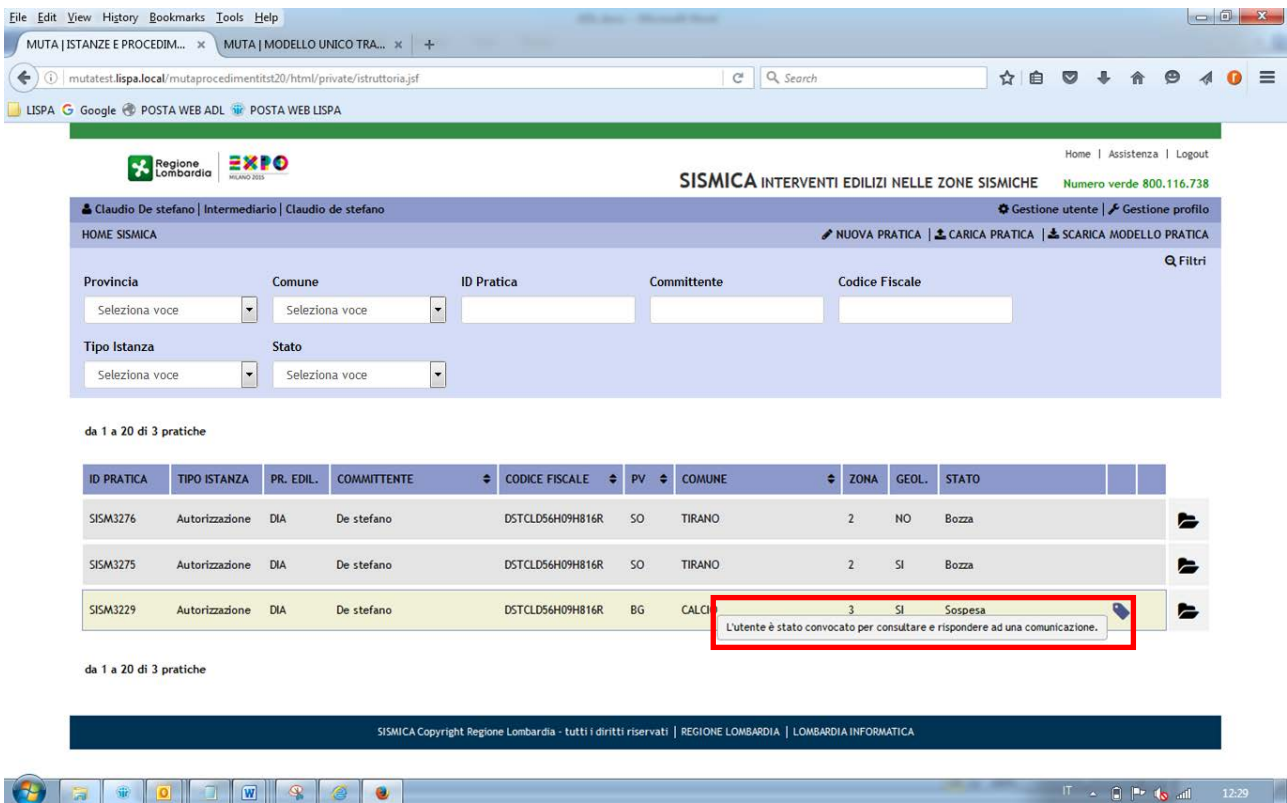 File Edit View History Bookmarks Tools Help
MUTA | ISTANZE E PROCEDIM... × MUTA | MODELLO UNICO TRA... × +
mutatest.lispa.local/mutaprocedimentitst20/html/private/istruttoria.jsf Search
LISPA Google POSTA WEB ADL POSTA WEB LISPA
Home | Assistenza | Logout
Regione Lombardia EXPO MILANO 2015
SISMICA INTERVENTI EDILIZI NELLE ZONE SISMICHE Numero verde 800.116.738
Claudio De stefano | Intermediario | Claudio de stefano Gestione utente | Gestione profilo
HOME SISMICA NUOVA PRATICA | CARICA PRATICA | SCARICA MODELLO PRATICA
Filtri
Provincia Comune ID Pratica Committente Codice Fiscale
Seleziona voce Seleziona voce
Tipo Istanza Stato
Seleziona voce Seleziona voce
da 1 a 20 di 3 pratiche
ID PRATICA TIPO ISTANZA PR. EDIL. COMMITTENTE CODICE FISCALE PV COMUNE ZONA GEOL. STATO
SISM3276 Autorizzazione DIA De stefano DSTCLD56H09H816R SO TIRANO 2 NO Bozza
SISM3275 Autorizzazione DIA De stefano DSTCLD56H09H816R SO TIRANO 2 SI Bozza
SISM3229 Autorizzazione DIA De stefano DSTCLD56H09H816R BG CALCIO 3 SI Sospesa
L'utente è stato convocato per consultare e rispondere ad una comunicazione.
da 1 a 20 di 3 pratiche
SISMICA Copyright Regione Lombardia - tutti i diritti riservati | REGIONE LOMBARDIA | LOMBARDIA INFORMATICA
IT 12:29